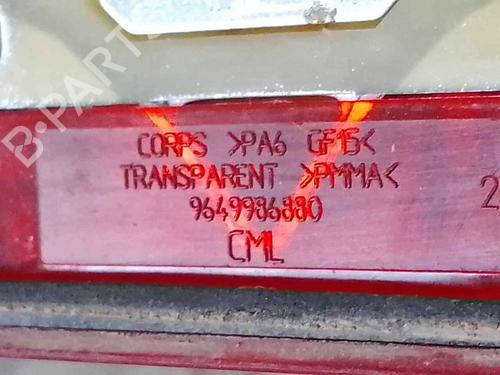 B-PARTS
CORPS >PA6 GF15<
TRANSPARENT >PMMA<
9649986880
CML
2